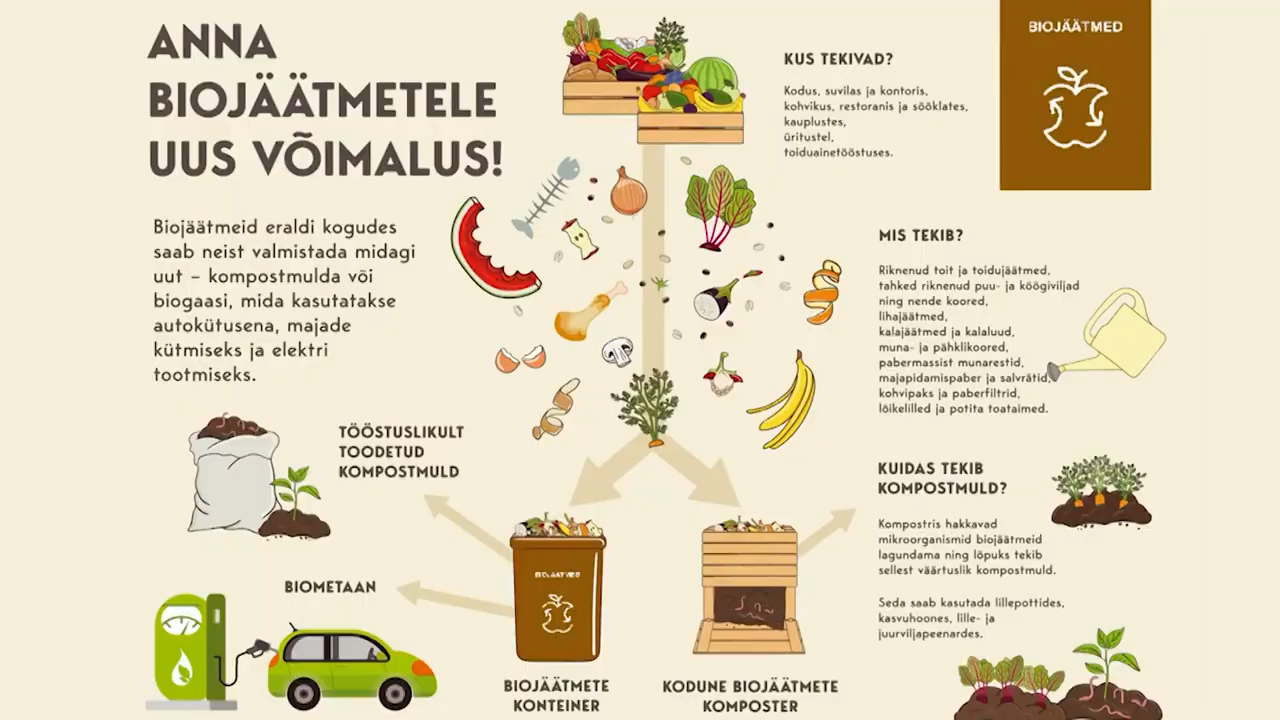 ANNA
BIOJÄÄTMETELE
UUS VÕIMALUS!
Biojäätmeid eraldi kogudes
saab neist valmistada midagi
uut – kompostmulda või
biogaasi, mida kasutatakse
autokütusena, majade
kütmiseks ja elektri
tootmiseks.
KUS TEKIVAD?
Kodus, suvilas ja kontoris,
kohvikus, restoranis ja sööklates,
kauplustes,
üritustel,
toiduainetööstuses.
BIOJÄÄTMED
MIS TEKIB?
Riknenud toit ja toidujäätmed,
tahked riknenud puu- ja köögiviljad
ning nende koored,
lihajäätmed,
kalajäätmed ja kalaluud,
muna- ja pähklikoored,
pabermassist munarestid,
majapidamispaber ja salvrätid,
kohvipaks ja paberfiltrid,
lõikelilled ja potita toataimed.
TÖÖSTUSLIKULT
TOODETUD
KOMPOSTMULD
KUIDAS TEKIB
KOMPOSTMULD?
Kompostris hakkavad
mikroorganismid biojäätmeid
lagundama ning lõpuks tekib
sellest väärtuslik kompostmuld.
Seda saab kasutada lillepottides,
kasvuhoones, lille- ja
juurviljapeenardes.
BIOMETAAN
BIOJÄÄTMED
BIOJÄÄTMETE
KONTEINER
KODUNE BIOJÄÄTMETE
KOMPOSTER